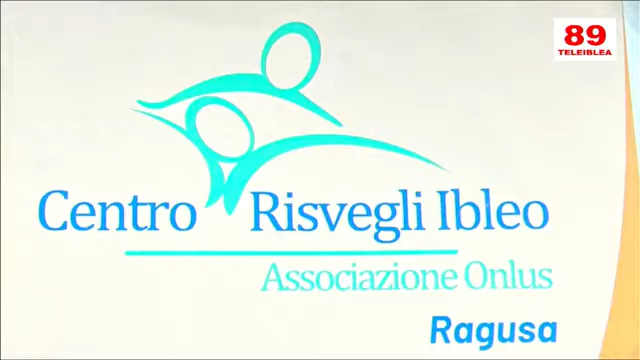 89
TELEIBLEA
Centro Risvegli Ibleo
Associazione Onlus
Ragusa